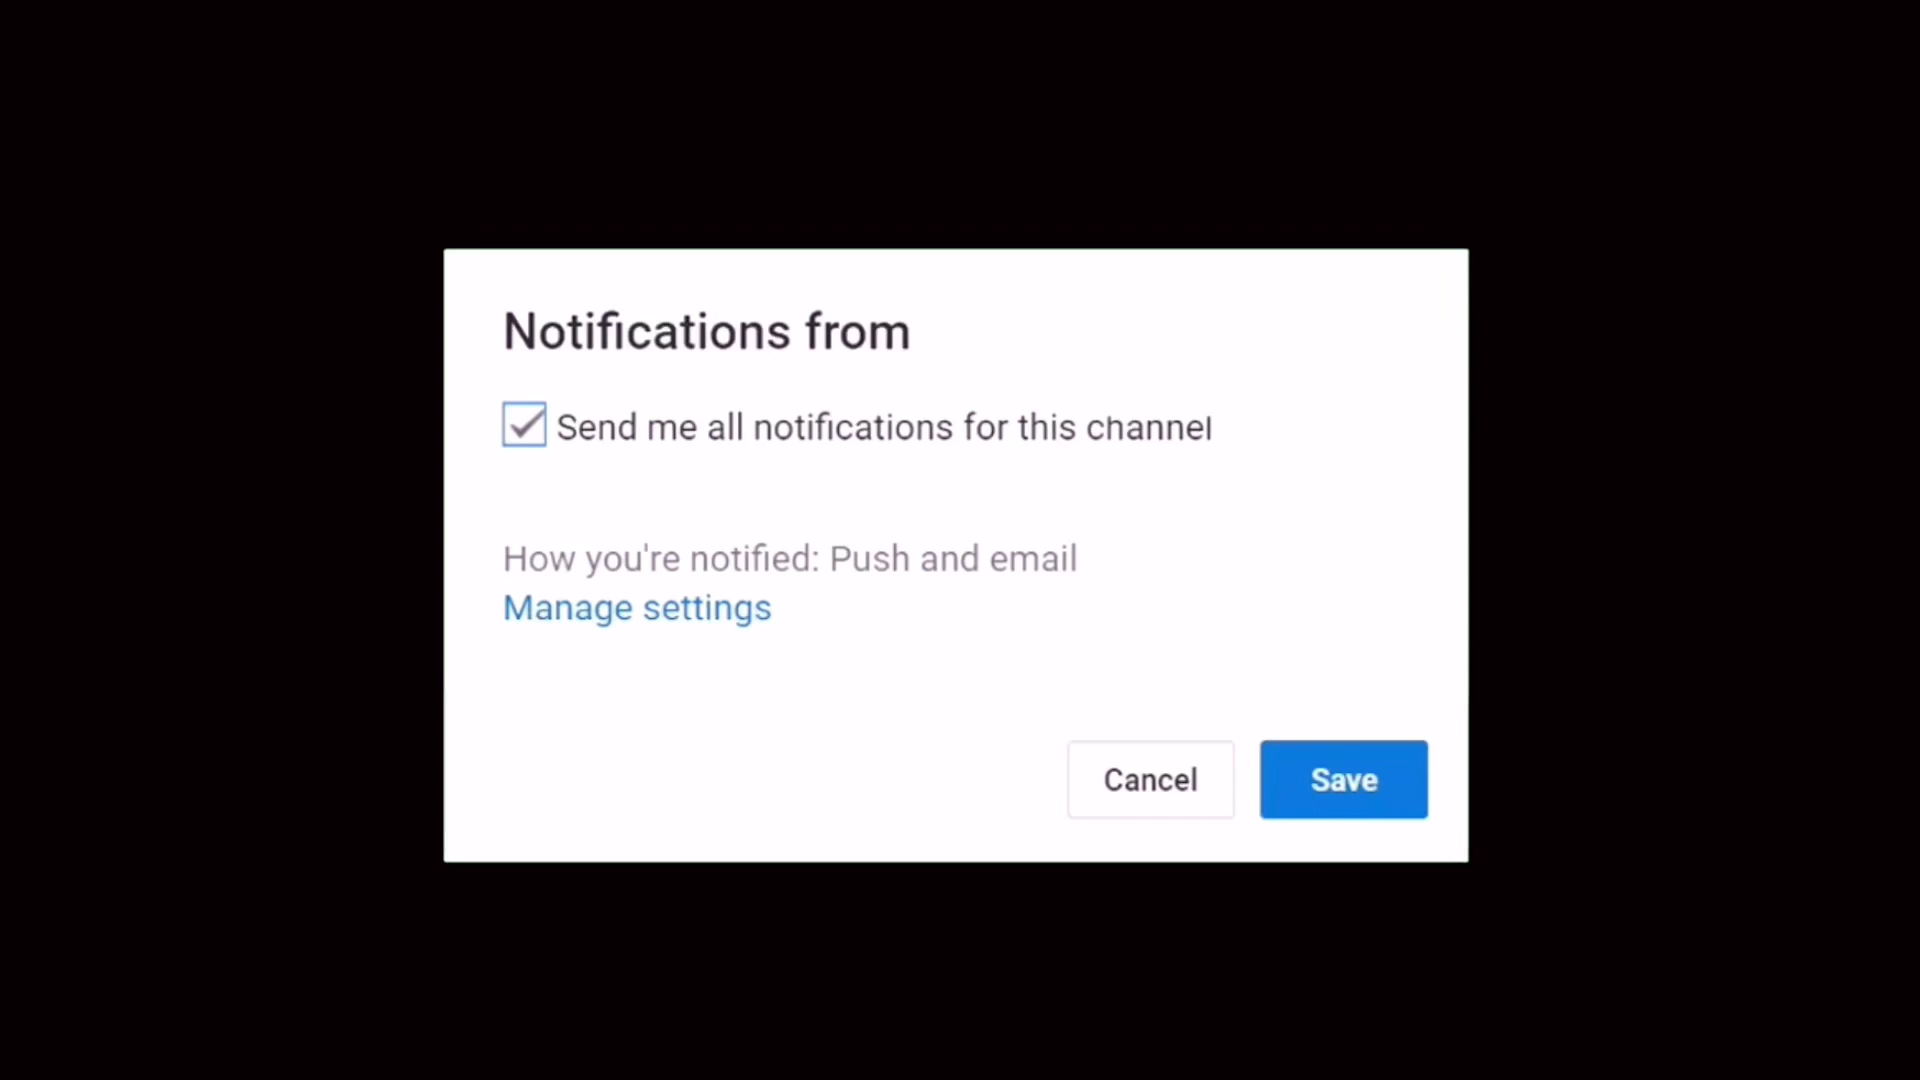 Notifications from
Send me all notifications for this channel
How you're notified: Push and email
Manage settings
Cancel
Save